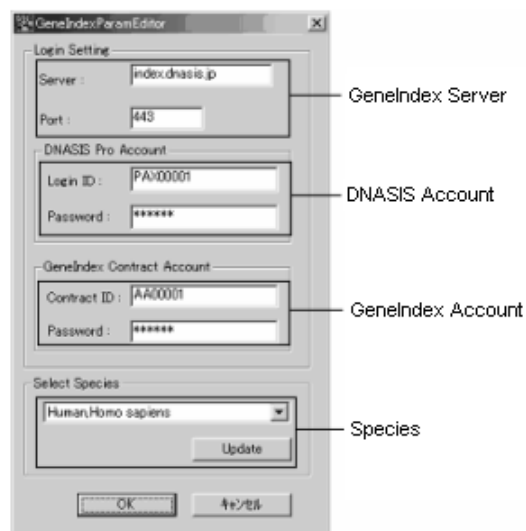 GeneIndexParamEditor
Login Setting
Server :
index.dnasis.jp
Port :
443
GeneIndex Server
DNASIS Pro Account
Login ID :
PAX00001
Password :
******
DNASIS Account
GeneIndex Contract Account
Contract ID :
AA00001
Password :
******
GeneIndex Account
Select Species
Human,Homo sapiens
Update
Species
OK
キャンセル